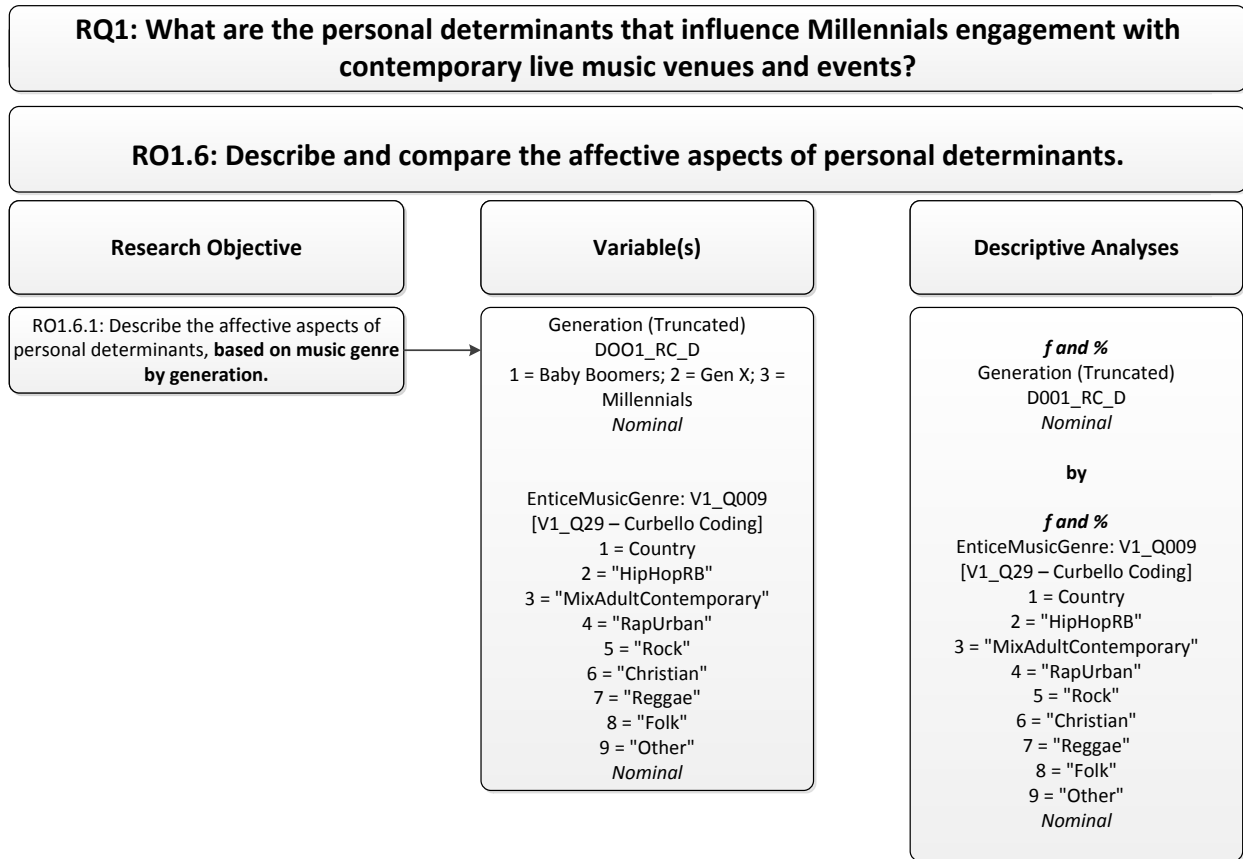 RQ1: What are the personal determinants that influence Millennials engagement with
contemporary live music venues and events?
RO1.6: Describe and compare the affective aspects of personal determinants.
Research Objective
Variable(s)
Descriptive Analyses
RO1.6.1: Describe the affective aspects of
personal determinants, based on music genre
by generation.
Generation (Truncated)
DOO1_RC_D
1 = Baby Boomers; 2 = Gen X; 3 =
Millennials
Nominal
EnticeMusicGenre: V1_Q009
[V1_Q29 – Curbello Coding]
1 = Country
2 = "HipHopRB"
3 = "MixAdultContemporary"
4 = "RapUrban"
5 = "Rock"
6 = "Christian"
7 = "Reggae"
8 = "Folk"
9 = "Other"
Nominal
f and %
Generation (Truncated)
D001_RC_D
Nominal
by
f and %
EnticeMusicGenre: V1_Q009
[V1_Q29 – Curbello Coding]
1 = Country
2 = "HipHopRB"
3 = "MixAdultContemporary"
4 = "RapUrban"
5 = "Rock"
6 = "Christian"
7 = "Reggae"
8 = "Folk"
9 = "Other"
Nominal